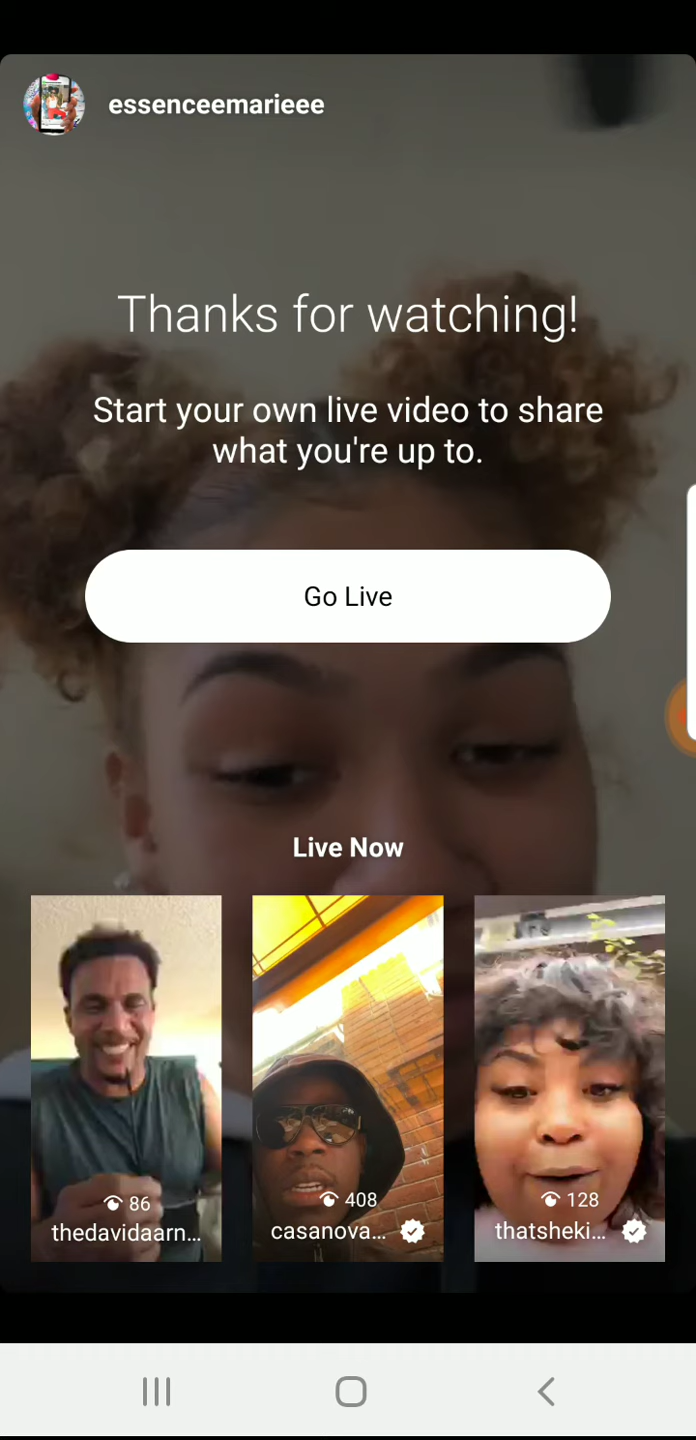 essenceemarieee
Thanks for watching!
Start your own live video to share
what you're up to.
Go Live
Live Now
86
thedavidaarn...
408
casanova...
128
thatsheki...